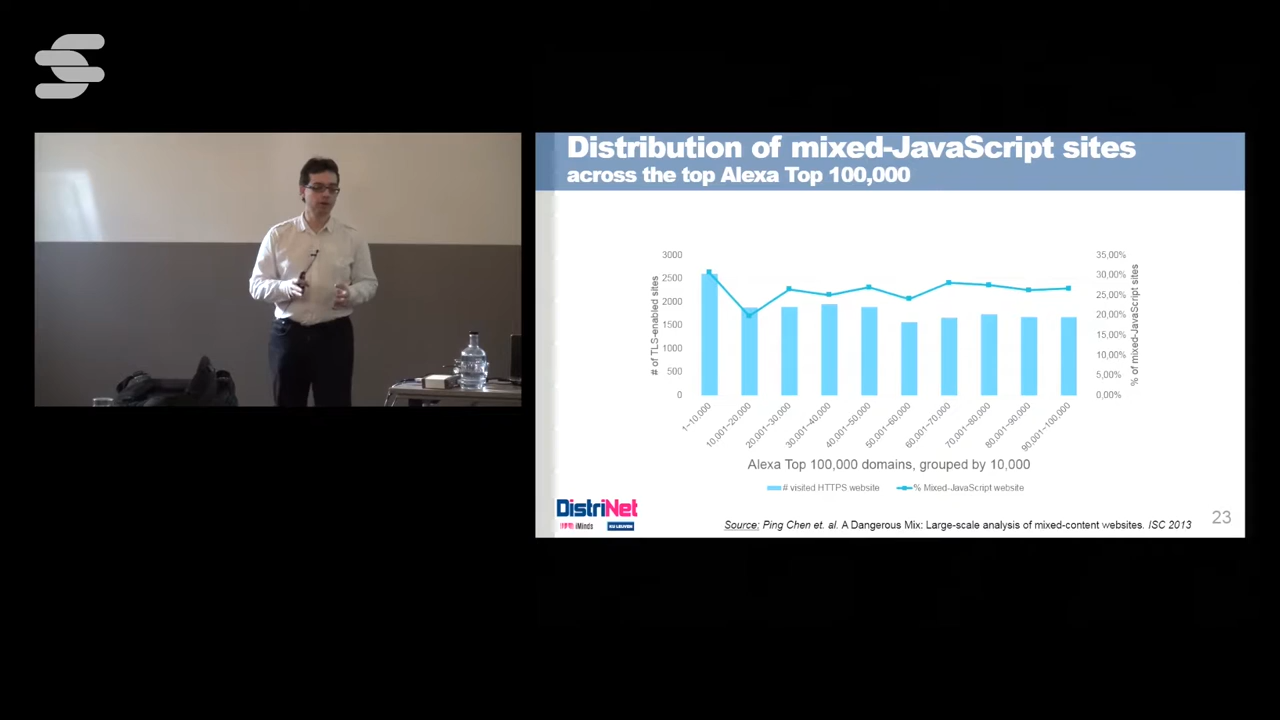 Distribution of mixed-JavaScript sites
across the top Alexa Top 100,000
3000
2500
2000
1500
1000
500
0
# of TLS-enabled sites
35,00%
30,00%
25,00%
20,00%
15,00%
10,00%
5,00%
0,00%
% of mixed-JavaScript sites
1–10,000
10,001–20,000
20,001–30,000
30,001–40,000
40,001–50,000
50,001–60,000
60,001–70,000
70,001–80,000
80,001–90,000
90,001–100,000
Alexa Top 100,000 domains, grouped by 10,000
# visited HTTPS website
% Mixed-JavaScript website
DistriNet
iMinds
KU LEUVEN
Source: Ping Chen et. al. A Dangerous Mix: Large-scale analysis of mixed-content websites. ISC 2013
23